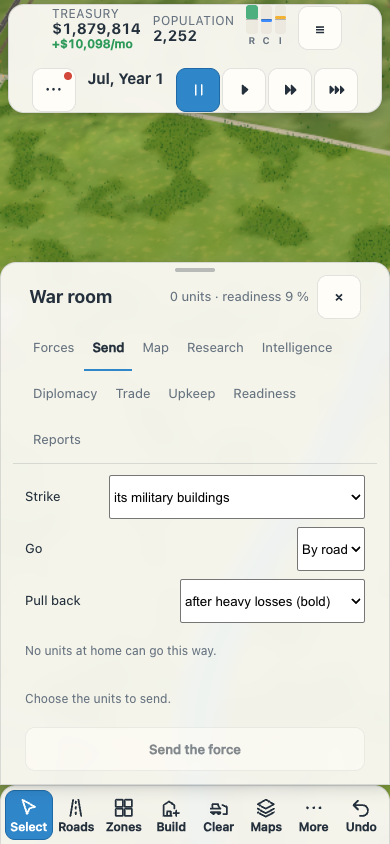 TREASURY
$1,879,814
+$10,098/mo
POPULATION
2,252
R C I
Jul, Year 1
War room
0 units · readiness 9 %
Forces Send Map Research Intelligence
Diplomacy Trade Upkeep Readiness
Reports
Strike its military buildings
Go By road
Pull back after heavy losses (bold)
No units at home can go this way.
Choose the units to send.
Send the force
Select Roads Zones Build Clear Maps More Undo